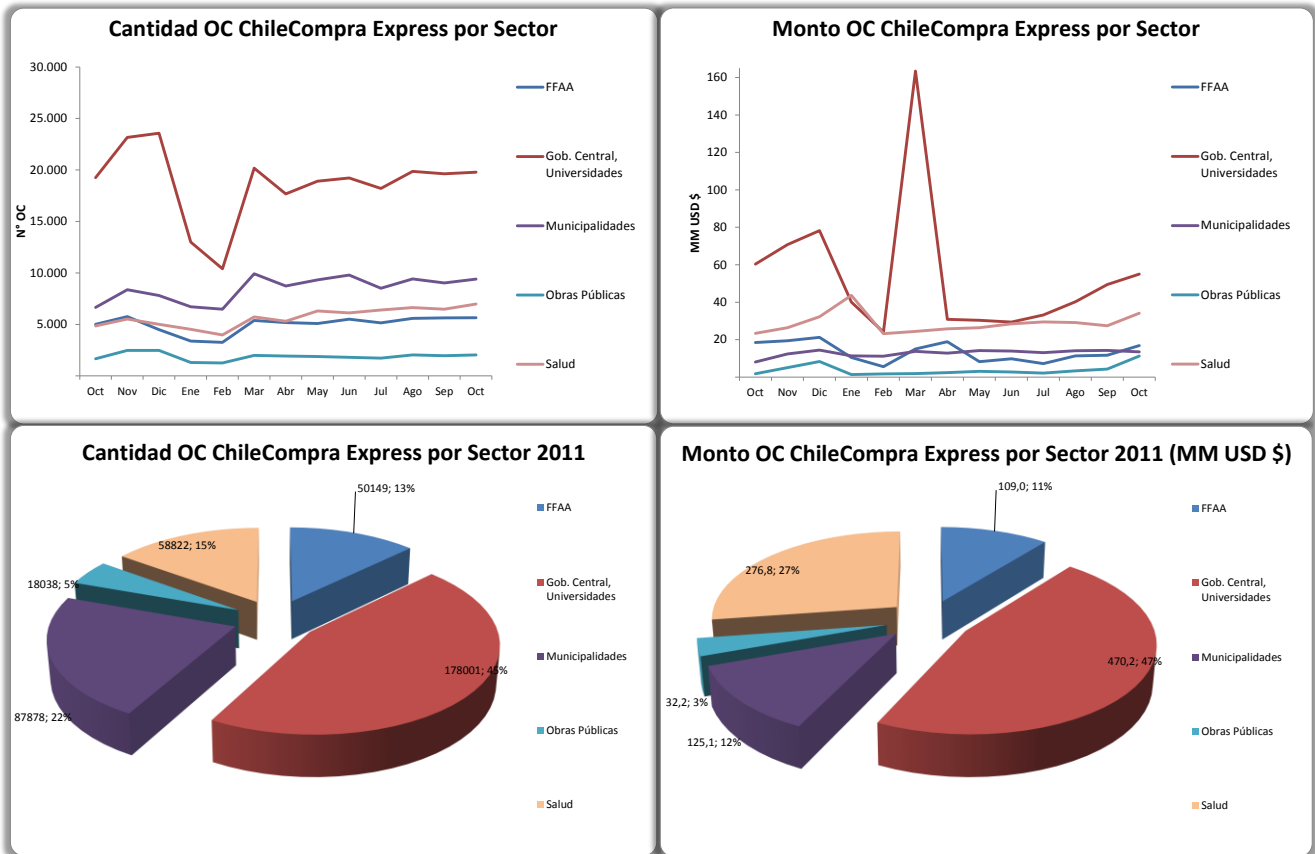 Cantidad OC ChileCompra Express por Sector
30.000
25.000
20.000
15.000
10.000
5.000
-
N° OC
Oct Nov Dic Ene Feb Mar Abr May Jun Jul Ago Sep Oct
FFAA
Gob. Central,
Universidades
Municipalidades
Obras Públicas
Salud
Monto OC ChileCompra Express por Sector
160
140
120
100
80
60
40
20
-
MM USD $
Oct Nov Dic Ene Feb Mar Abr May Jun Jul Ago Sep Oct
FFAA
Gob. Central,
Universidades
Municipalidades
Obras Públicas
Salud
Cantidad OC ChileCompra Express por Sector 2011
50149; 13%
58822; 15%
18038; 5%
178001; 45%
87878; 22%
FFAA
Gob. Central,
Universidades
Municipalidades
Obras Públicas
Salud
Monto OC ChileCompra Express por Sector 2011 (MM USD $)
109,0; 11%
276,8; 27%
470,2; 47%
32,2; 3%
125,1; 12%
FFAA
Gob. Central,
Universidades
Municipalidades
Obras Públicas
Salud